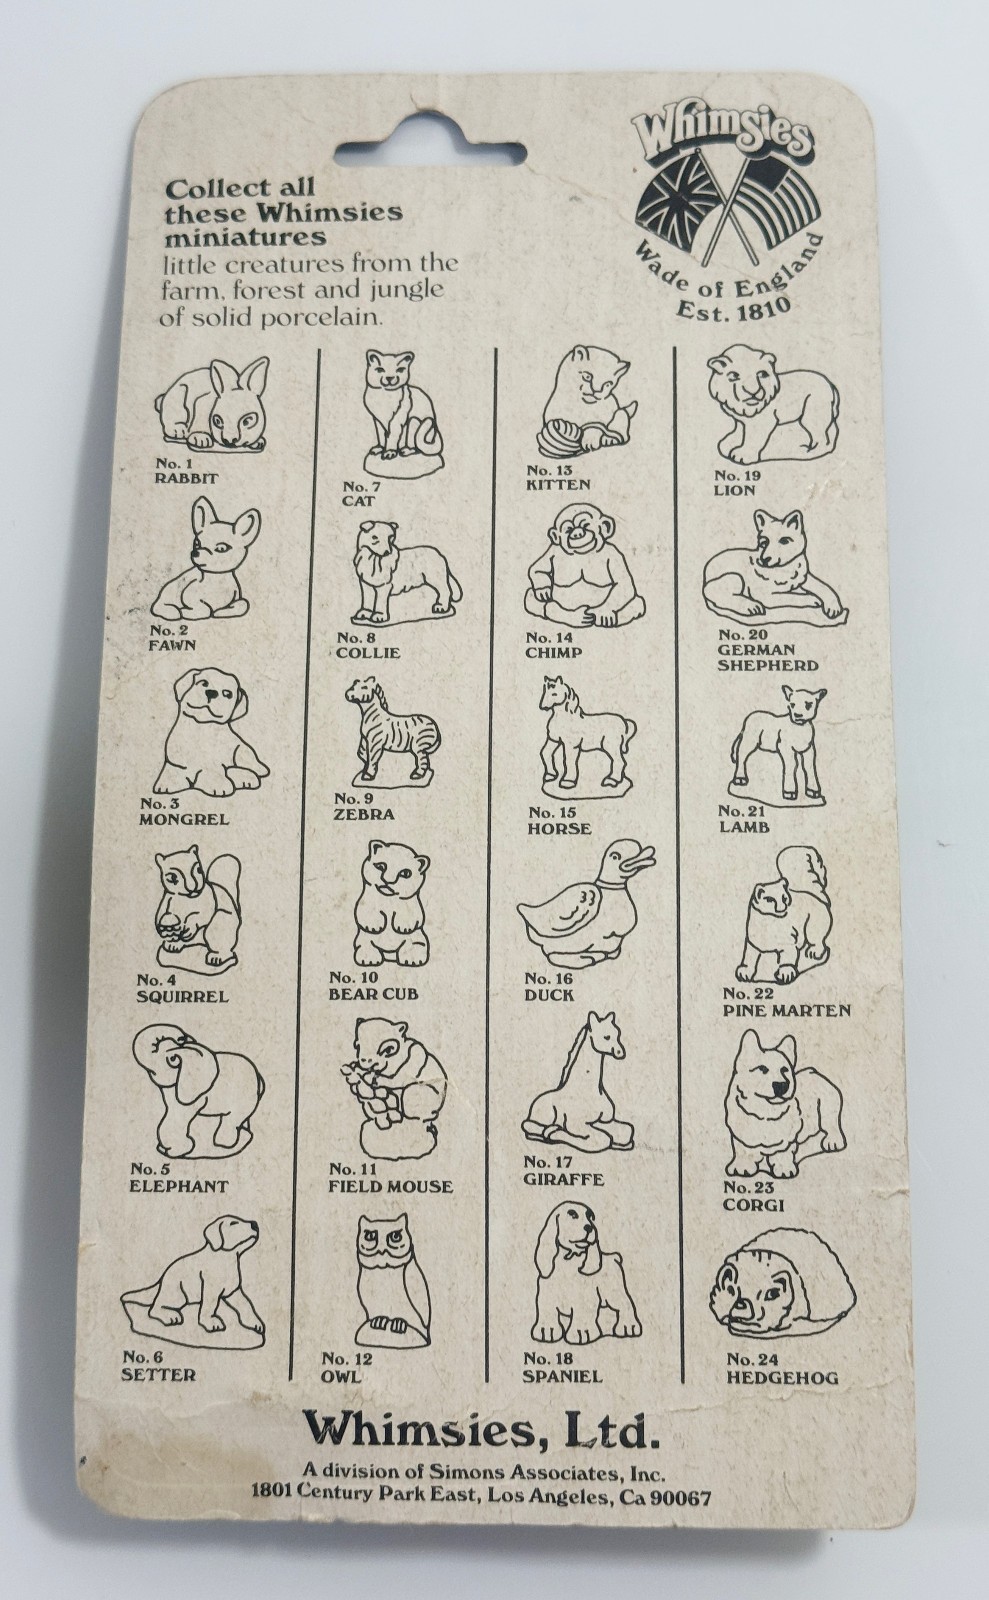 Collect all
these Whimsies
miniatures
little creatures from the
farm, forest and jungle
of solid porcelain.
Whimsies
Wade of England
Est. 1810
No. 1
RABBIT
No. 2
FAWN
No. 3
MONGREL
No. 4
SQUIRREL
No. 5
ELEPHANT
No. 6
SETTER
No. 7
CAT
No. 8
COLLIE
No. 9
ZEBRA
No. 10
BEAR CUB
No. 11
FIELD MOUSE
No. 12
OWL
No. 13
KITTEN
No. 14
CHIMP
No. 15
HORSE
No. 16
DUCK
No. 17
GIRAFFE
No. 18
SPANIEL
No. 19
LION
No. 20
GERMAN
SHEPHERD
No. 21
LAMB
No. 22
PINE MARTEN
No. 23
CORGI
No. 24
HEDGEHOG
Whimsies, Ltd.
A division of Simons Associates, Inc.
1801 Century Park East, Los Angeles, Ca 90067